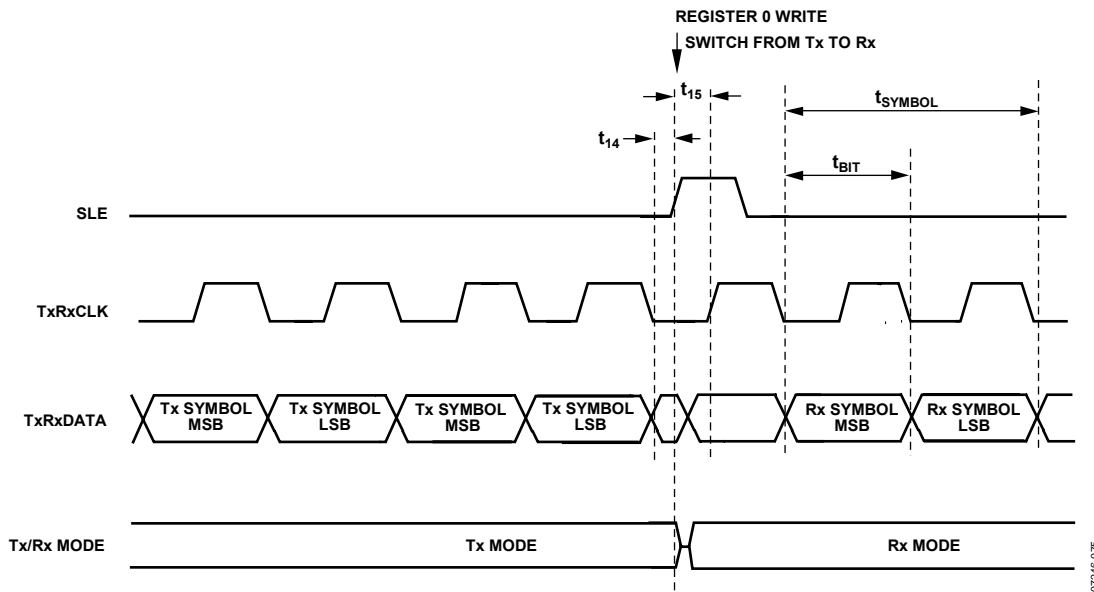 REGISTER 0 WRITE
SWITCH FROM Tx TO Rx
t15
tSYMBOL
t14
tBIT
SLE
TxRxCLK
TxRxDATA
Tx SYMBOL
MSB
Tx SYMBOL
LSB
Tx SYMBOL
MSB
Tx SYMBOL
LSB
Rx SYMBOL
MSB
Rx SYMBOL
LSB
Tx/Rx MODE
Tx MODE
Rx MODE
07246-075